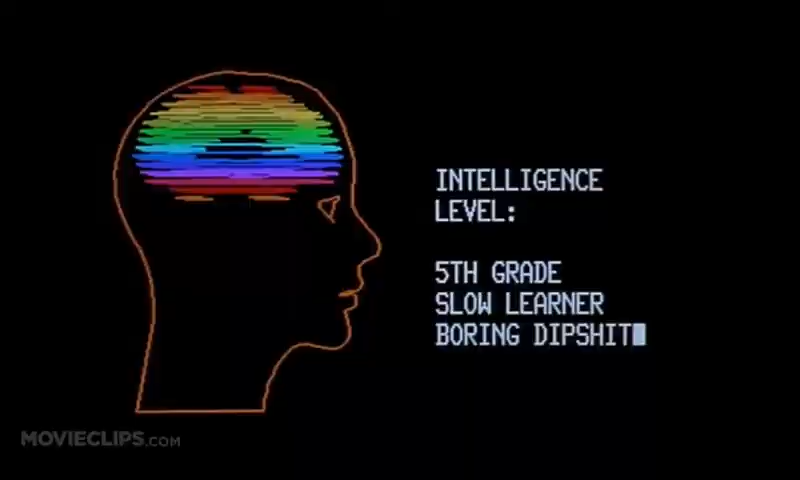 INTELLIGENCE
LEVEL:
5TH GRADE
SLOW LEARNER
BORING DIPSHIT
MOVIECLIPS.COM